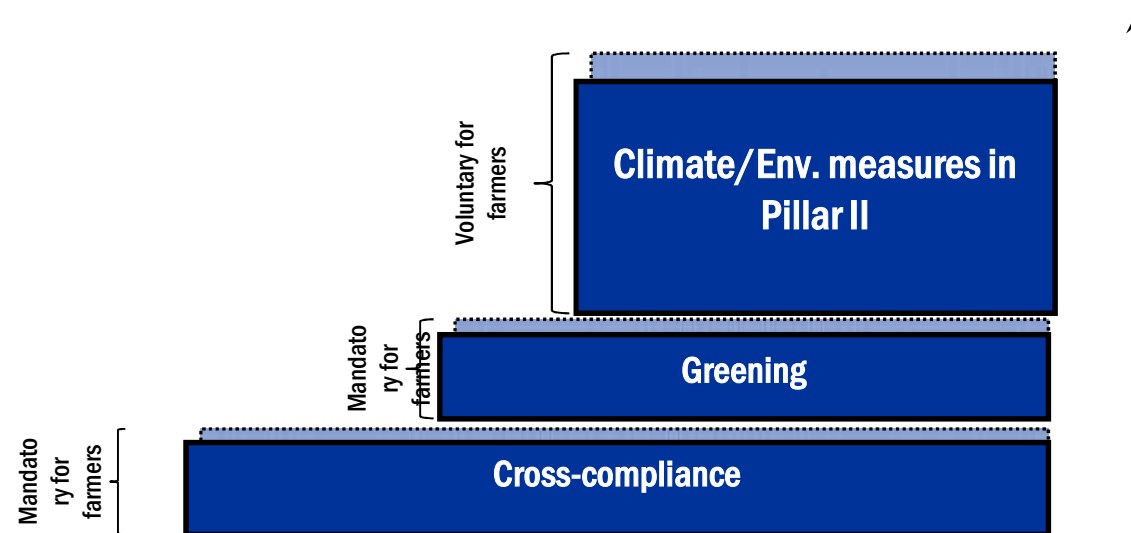 Voluntary for
farmers
Climate/Env. measures in
Pillar II
Mandato
ry for
farmers
Greening
Mandato
ry for
farmers
Cross-compliance